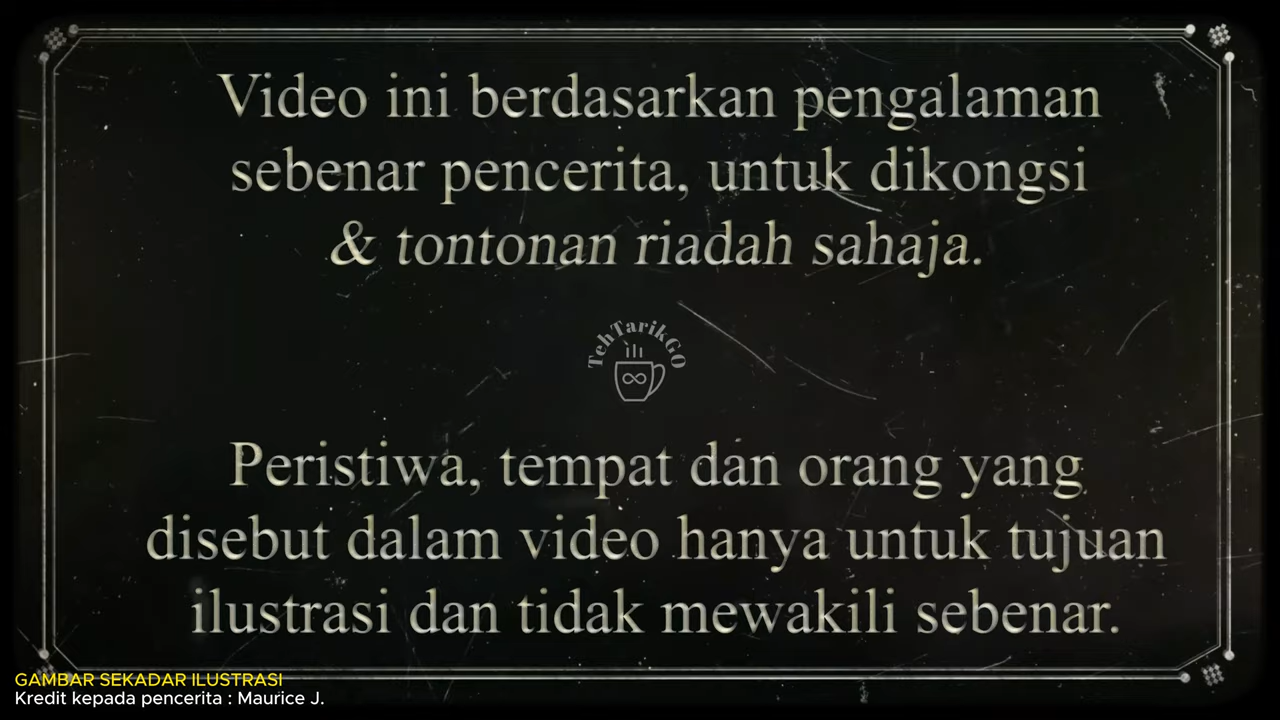 Video ini berdasarkan pengalaman
sebenar pencerita, untuk dikongsi
& tontonan riadah sahaja.
TehTarikGO
Peristiwa, tempat dan orang yang
disebut dalam video hanya untuk tujuan
ilustrasi dan tidak mewakili sebenar.
GAMBAR SEKADAR ILUSTRASI
Kredit kepada pencerita : Maurice J.